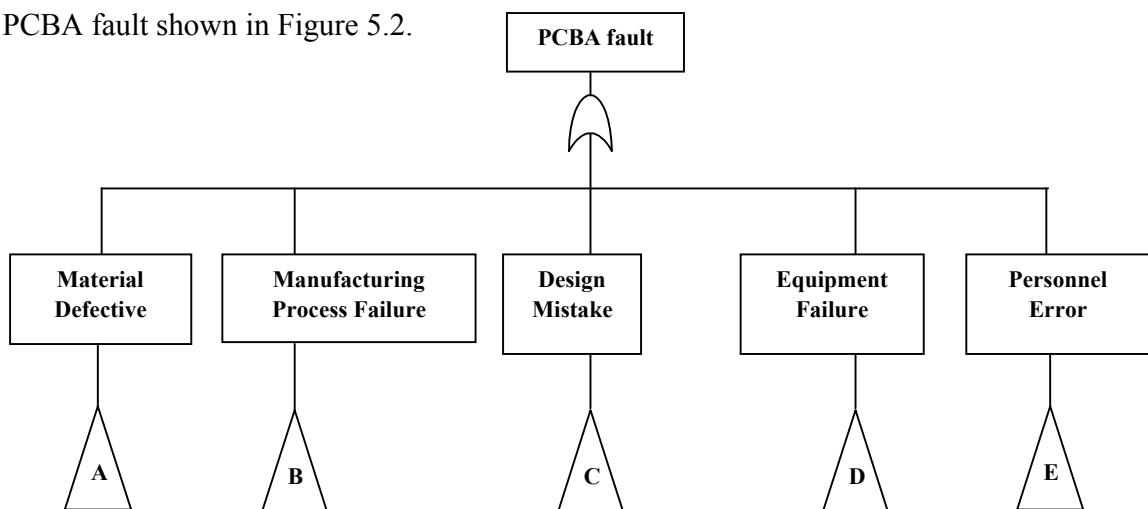 PCBA fault shown in Figure 5.2.
PCBA fault
Material
Defective
Manufacturing
Process Failure
Design
Mistake
Equipment
Failure
Personnel
Error
A
B
C
D
E